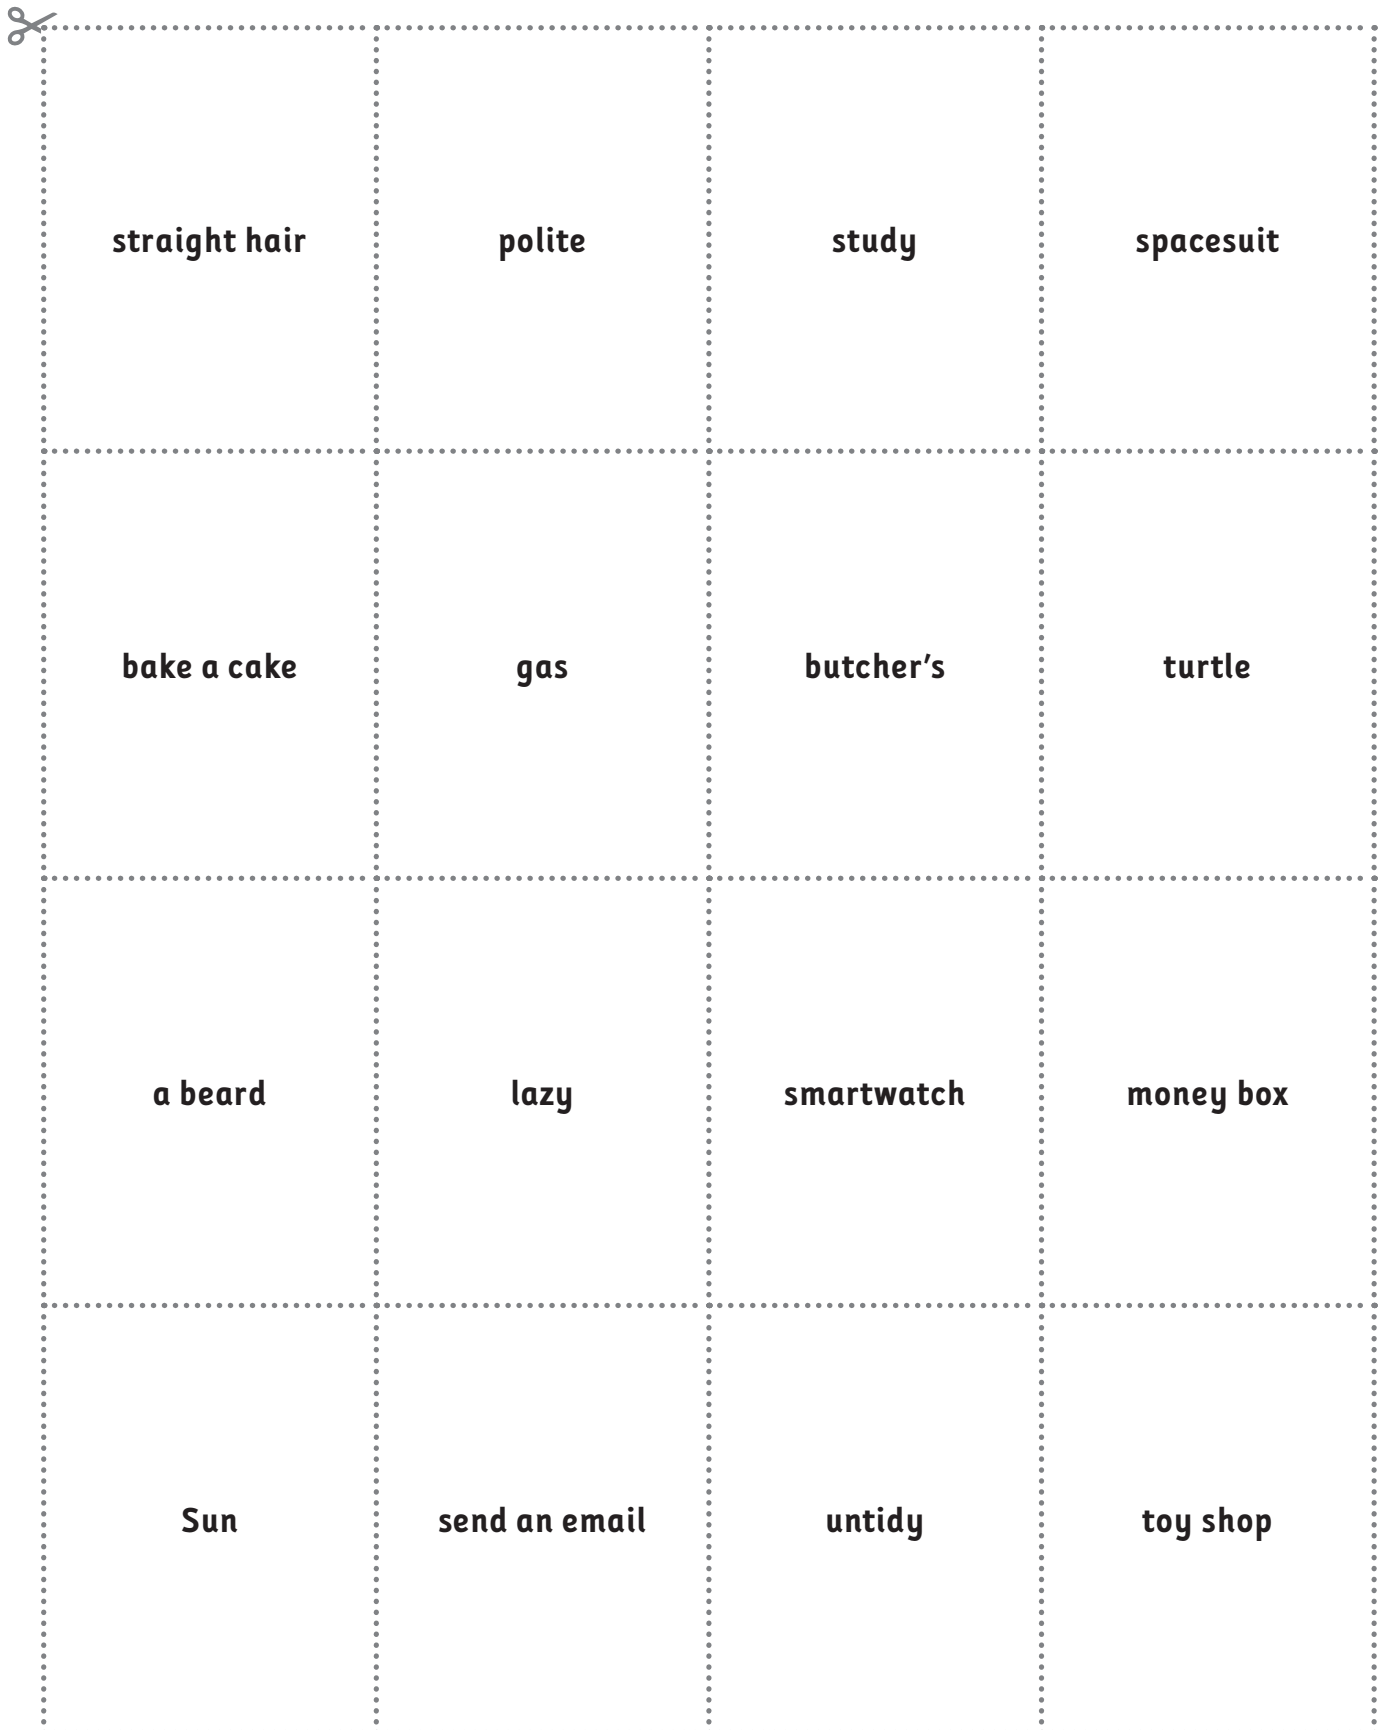 straight hair
polite
study
spacesuit
bake a cake
gas
butcher’s
turtle
a beard
lazy
smartwatch
money box
Sun
send an email
untidy
toy shop